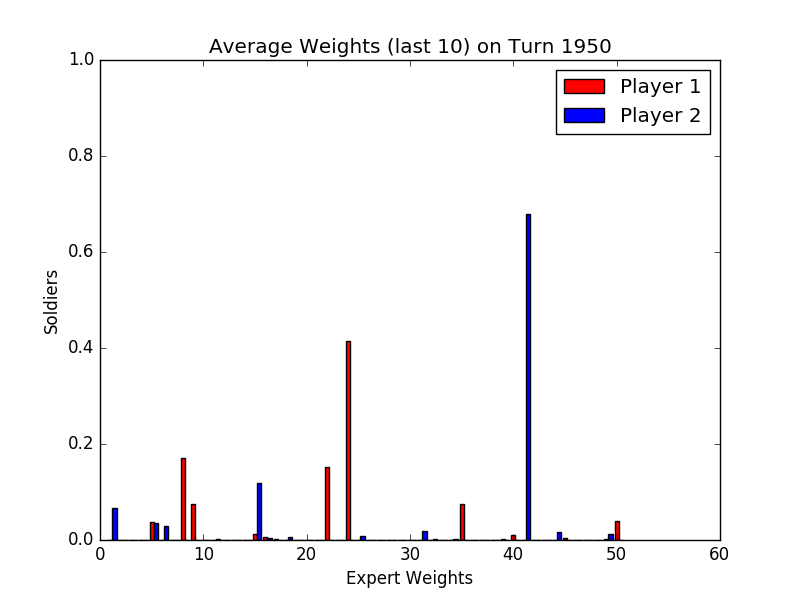 Average Weights (last 10) on Turn 1950
1.0
0.8
0.6
0.4
0.2
0.0
Soldiers
Player 1
Player 2
0 10 20 30 40 50 60
Expert Weights